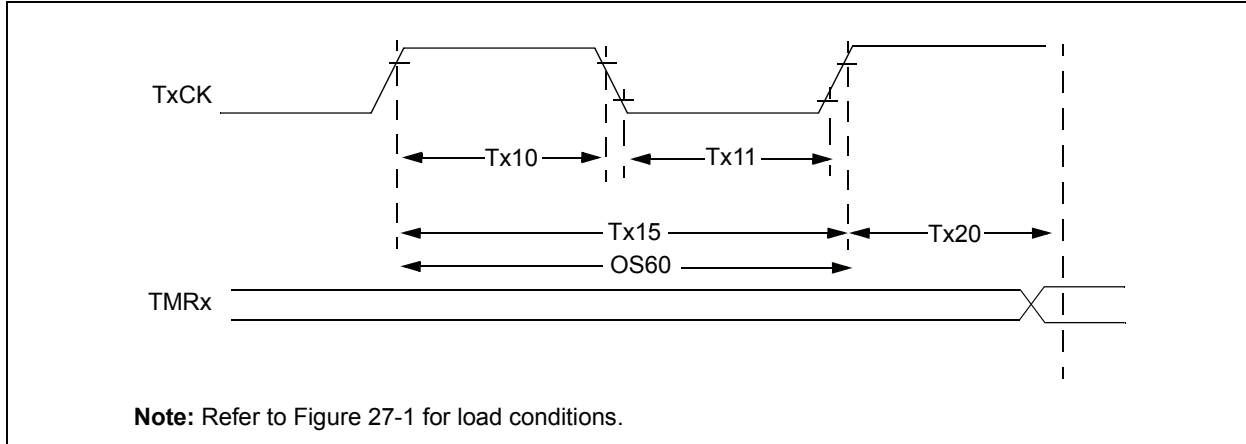 TxCK
Tx10
Tx11
Tx15
Tx20
OS60
TMRx
Note: Refer to Figure 27-1 for load conditions.